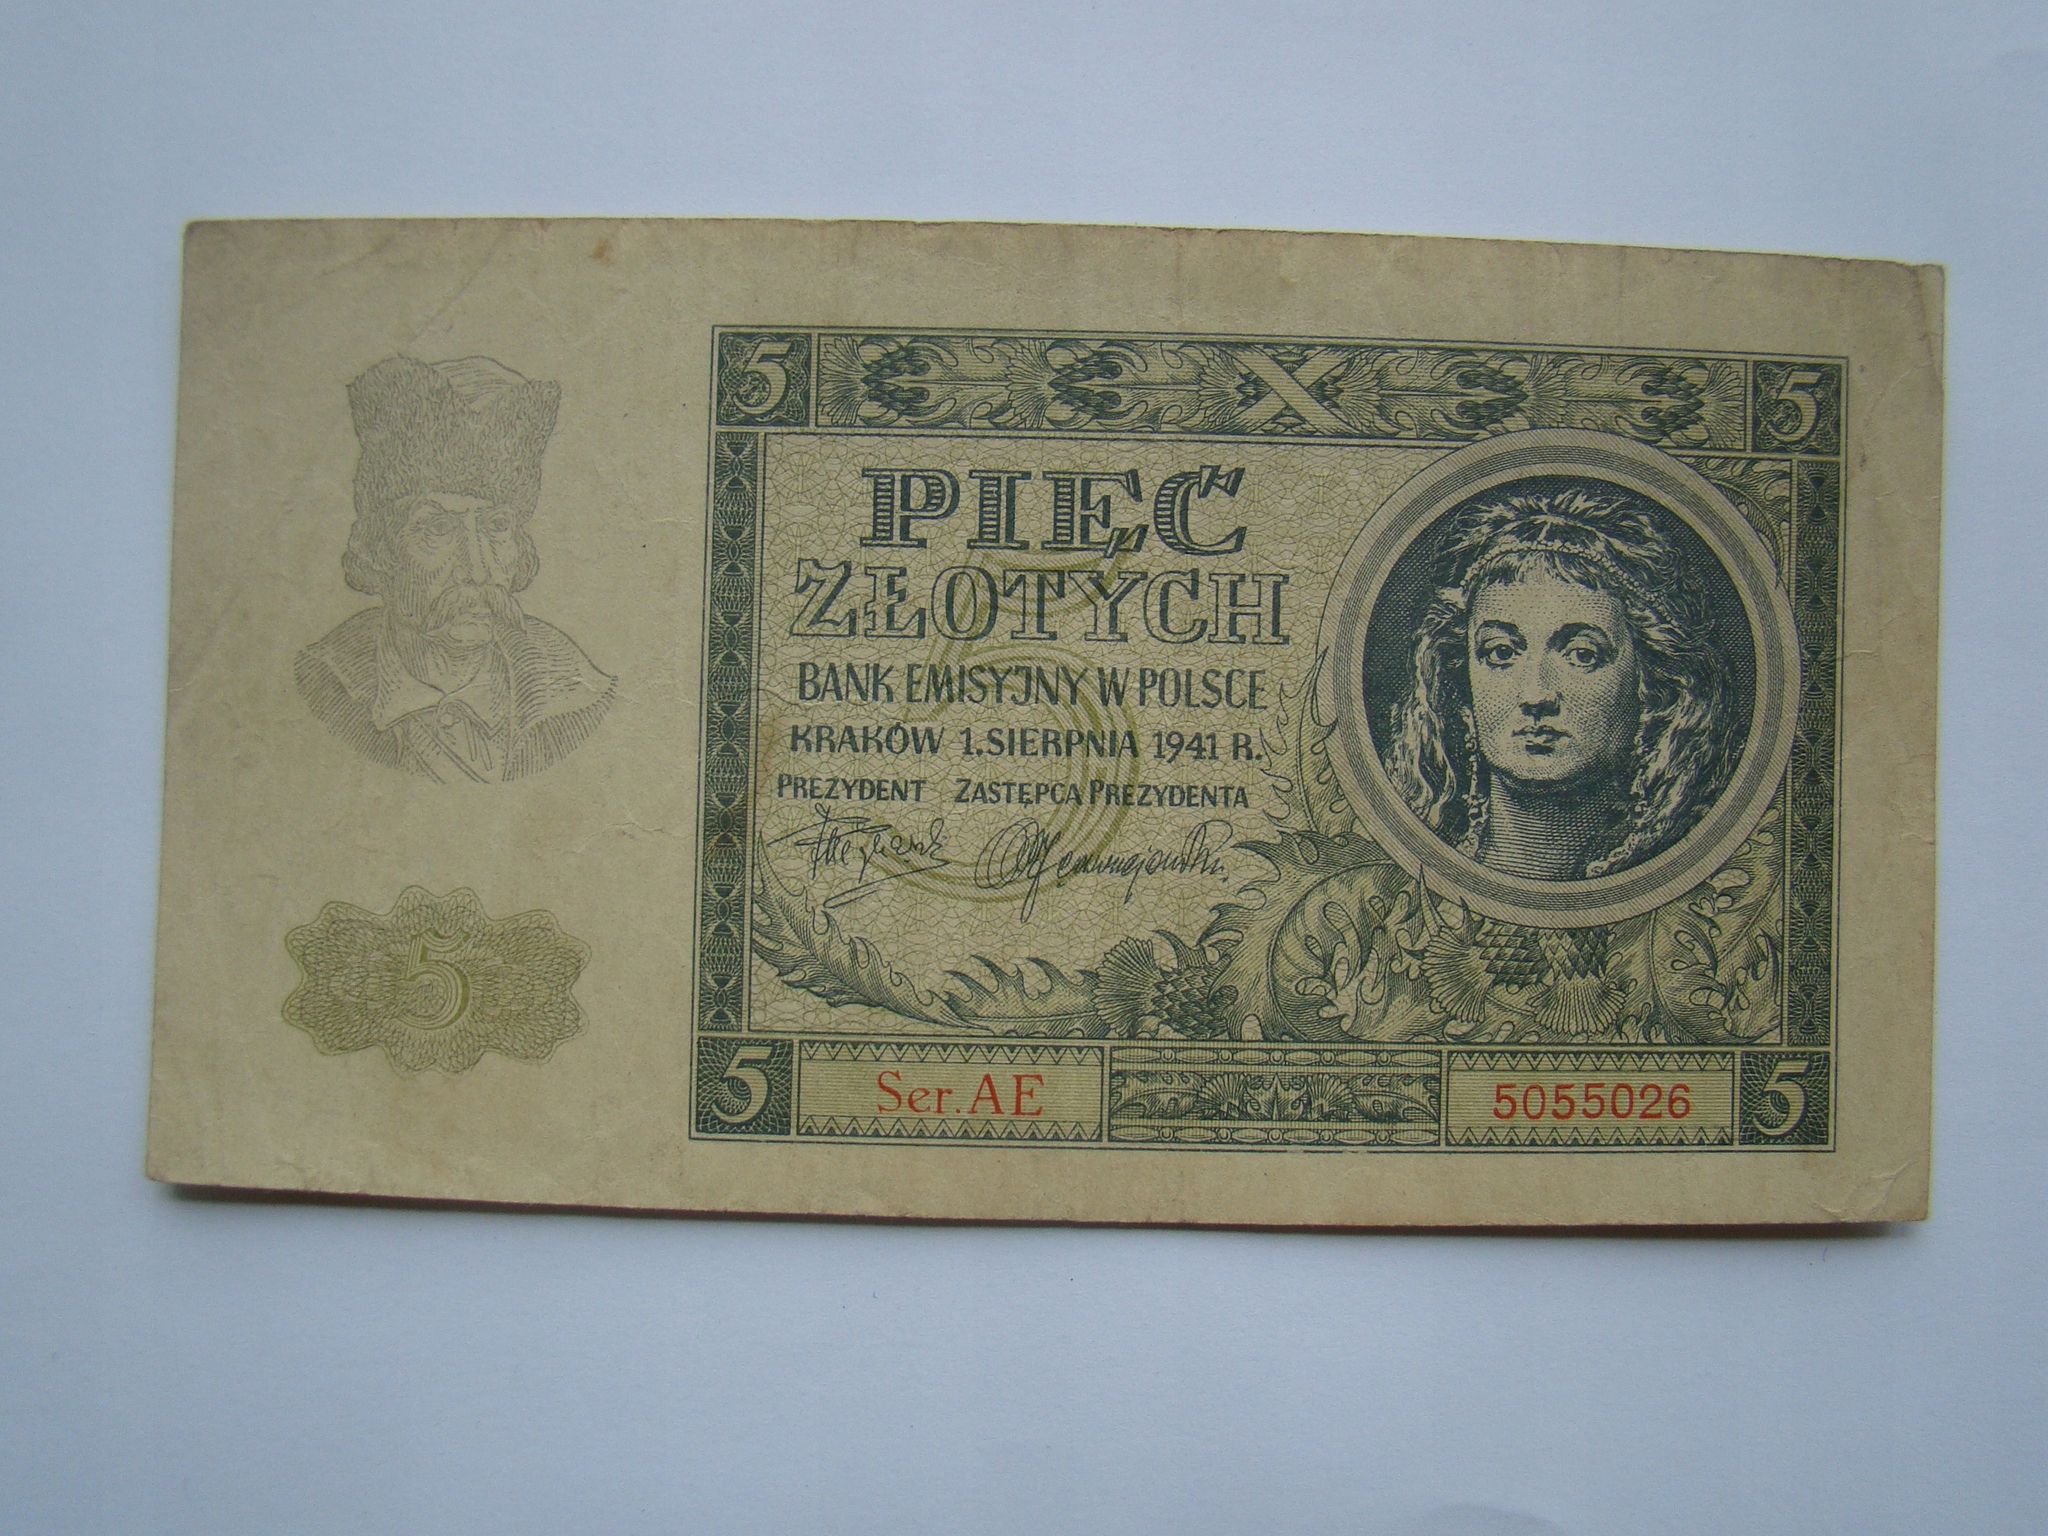 5 5
PIĘĆ
ZŁOTYCH
BANK EMISYJNY W POLSCE
KRAKÓW 1. SIERPNIA 1941 R.
PREZYDENT ZASTĘPCA PREZYDENTA
5
5 Ser. AE 5055026 5